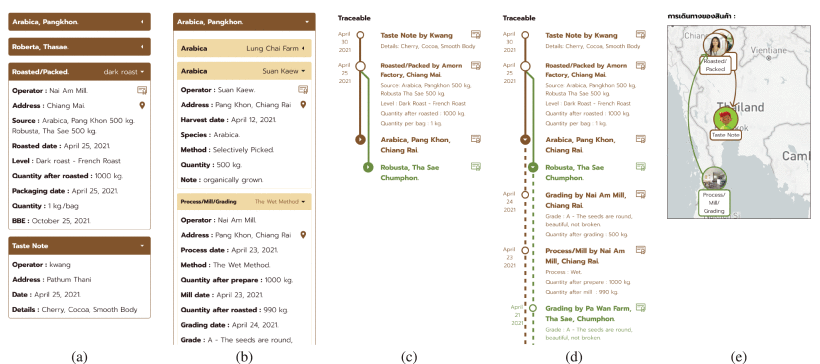 Arabica, Pangkhon.
Roberta, Thasae.
Roasted/Packed. dark roast
Operator : Nai Am Mill.
Address : Chiang Mai.
Source : Arabica, Pang Khon 500 kg.
Robusta, Tha Sae 500 kg.
Roasted date : April 25, 2021.
Level : Dark roast - French Roast
Quantity after roasted : 1000 kg.
Packaging date : April 25, 2021.
Quantity : 1 kg./bag
BBE : October 25, 2021.
Taste Note
Operator : kwang
Address : Pathum Thani
Date : April 25, 2021.
Details : Cherry, Cocoa, Smooth Body
(a)
Arabica, Pangkhon.
Arabica Lung Chai Farm
Arabica Suan Kaew
Operator : Suan Kaew.
Address : Pang Khon, Chiang Rai
Harvest date : April 12, 2021.
Species : Arabica.
Method : Selectively Picked.
Quantity : 500 kg.
Note : organically grown.
Process/Mill/Grading The Wet Method
Operator : Nai Am Mill.
Address : Pang Khon, Chiang Rai
Process date : April 23, 2021.
Method : The Wet Method.
Quantity after prepare : 1000 kg.
Mill date : April 23, 2021.
Quantity after roasted : 990 kg.
Grading date : April 24, 2021.
Grade : A - The seeds are round,
(b)
Traceable
April
30
2021
Taste Note by Kwang
Details: Cherry, Cocoa, Smooth Body
April
25
2021
Roasted/Packed by Amorn
Factory, Chiang Mai.
Source: Arabica, Pangkhon 500 kg,
Robusta Tha Sae 500 kg.
Level : Dark Roast - French Roast
Quantity after roasted : 1000 kg.
Quantity per bag : 1 kg.
Arabica, Pang Khon,
Chiang Rai.
Robusta, Tha Sae
Chumphon.
(c)
Traceable
April
30
2021
Taste Note by Kwang
Details: Cherry, Cocoa, Smooth Body
April
25
2021
Roasted/Packed by Amorn
Factory, Chiang Mai.
Source: Arabica, Pangkhon 500 kg,
Robusta Tha Sae 500 kg.
Level : Dark Roast - French Roast
Quantity after roasted : 1000 kg.
Quantity per bag : 1 kg.
Arabica, Pang Khon,
Chiang Rai.
Robusta, Tha Sae
Chumphon.
April
24
2021
Grading by Nai Am Mill,
Chiang Rai.
Grade : A - The seeds are round,
beautiful, not broken.
Quantity after grading : 500 kg.
April
23
2021
Process/Mill by Nai Am
Mill, Chiang Rai.
Process : Wet.
Quantity after prepare : 1000 kg.
Quantity after mill : 990 kg.
April
21
2021
Grading by Pa Wan Farm,
Tha Sae, Chumphon.
Grade : A - The seeds are round,
beautiful, not broken.
(d)
การเดินทางของสินค้า :
Chiang
Vientiane
Roasted/
Packed
Thailand
Taste Note
Caml
Process/
Mill/
Grading
(e)